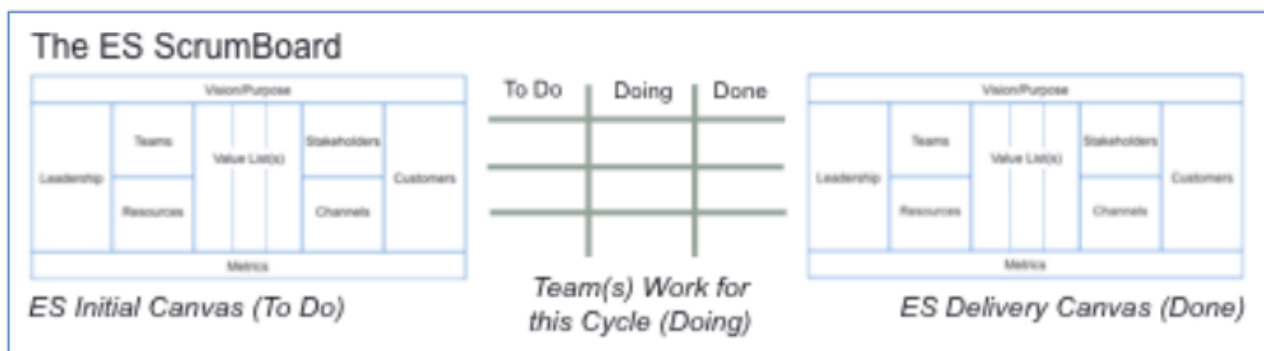 The ES ScrumBoard
Vision/Purpose
Leadership
Teams
Resources
Value List(s)
Stakeholders
Channels
Customers
Metrics
ES Initial Canvas (To Do)
To Do Doing Done
Team(s) Work for
this Cycle (Doing)
Vision/Purpose
Leadership
Teams
Resources
Value List(s)
Stakeholders
Channels
Customers
Metrics
ES Delivery Canvas (Done)